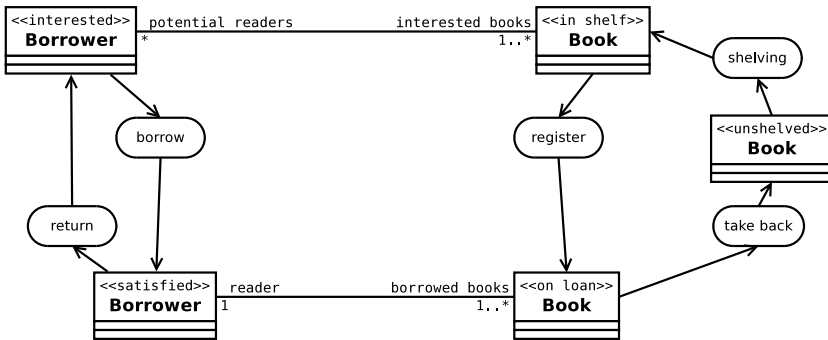 <<interested>>
Borrower
potential readers
*
interested books
1..*
<<in shelf>>
Book
shelving
borrow
register
<<unshelved>>
Book
return
take back
<<satisfied>>
Borrower
reader
1
borrowed books
1..*
<<on loan>>
Book